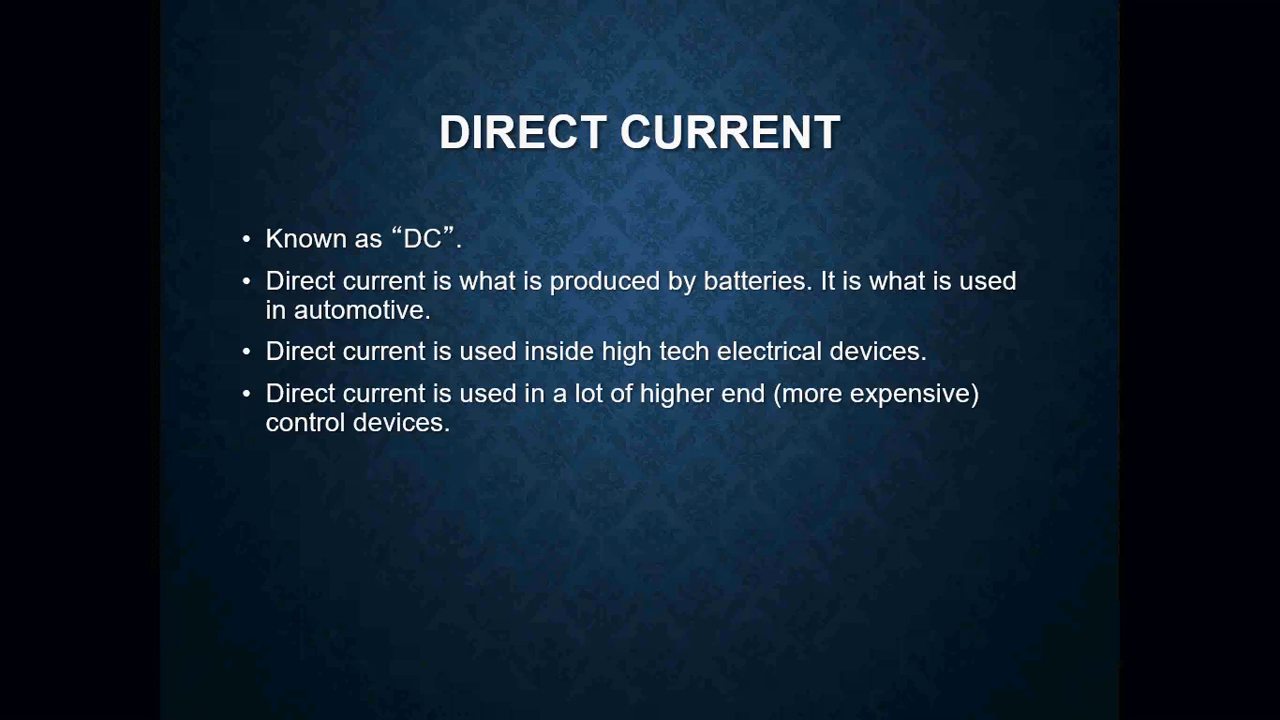 DIRECT CURRENT
• Known as “DC”.
• Direct current is what is produced by batteries. It is what is used
in automotive.
• Direct current is used inside high tech electrical devices.
• Direct current is used in a lot of higher end (more expensive)
control devices.